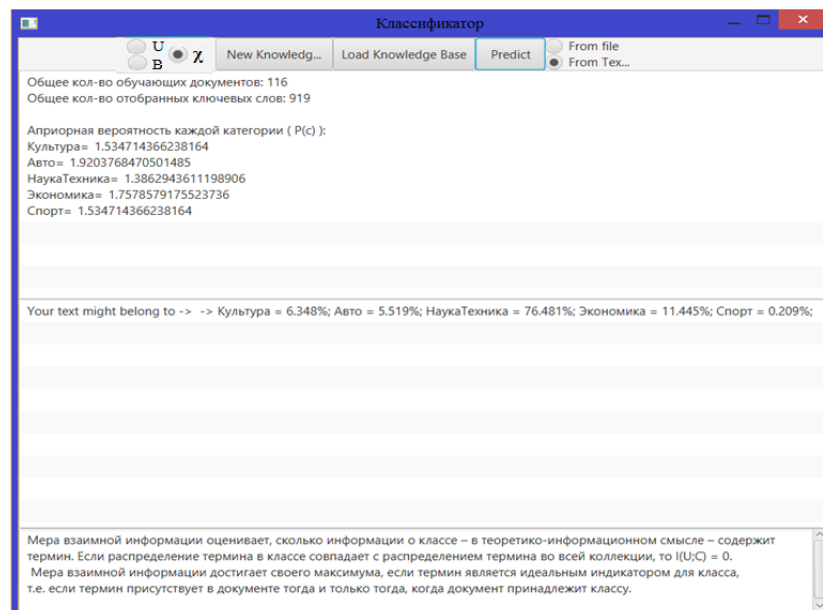 Классификатор
U
B
χ
New Knowledg...
Load Knowledge Base
Predict
From file
From Tex...
Общее кол-во обучающих документов: 116
Общее кол-во отобранных ключевых слов: 919
Априорная вероятность каждой категории ( P(c) ):
Культура= 1.534714366238164
Авто= 1.9203768470501485
НаукаТехника= 1.3862943611198906
Экономика= 1.7578579175523736
Спорт= 1.534714366238164
Your text might belong to -> -> Культура = 6.348%; Авто = 5.519%; НаукаТехника = 76.481%; Экономика = 11.445%; Спорт = 0.209%;
Мера взаимной информации оценивает, сколько информации о классе – в теоретико-информационном смысле – содержит
термин. Если распределение термина в классе совпадает с распределением термина во всей коллекции, то I(U;C) = 0.
Мера взаимной информации достигает своего максимума, если термин является идеальным индикатором для класса,
т.е. если термин присутствует в документе тогда и только тогда, когда документ принадлежит классу.